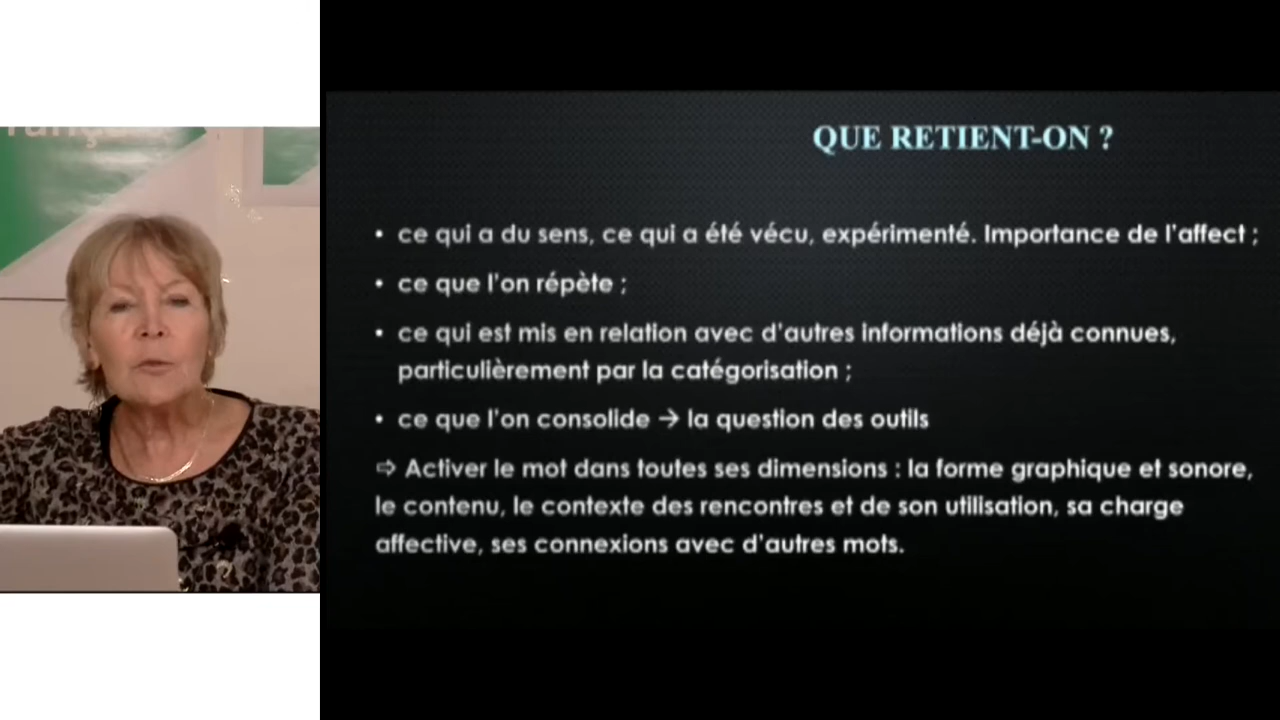 QUE RETIENT-ON ?
• ce qui a du sens, ce qui a été vécu, expérimenté. Importance de l'affect ;
• ce que l'on répète ;
• ce qui est mis en relation avec d'autres informations déjà connues,
particulièrement par la catégorisation ;
• ce que l'on consolide → la question des outils
⇨ Activer le mot dans toutes ses dimensions : la forme graphique et sonore,
le contenu, le contexte des rencontres et de son utilisation, sa charge
affective, ses connexions avec d'autres mots.